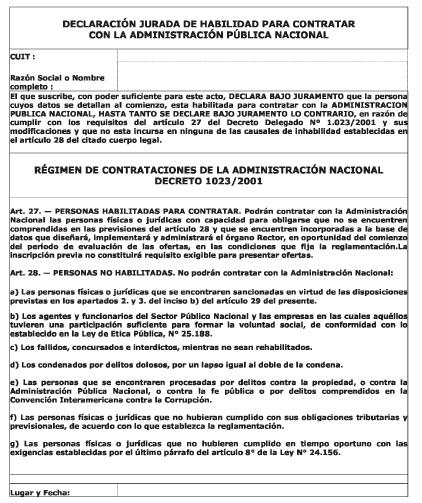 DECLARACIÓN JURADA DE HABILIDAD PARA CONTRATAR
CON LA ADMINISTRACIÓN PÚBLICA NACIONAL
CUIT :
Razón Social o Nombre
completo :
El que suscribe, con poder suficiente para este acto, DECLARA BAJO JURAMENTO que la persona
cuyos datos se detallan al comienzo, esta habilitada para contratar con la ADMINISTRACION
PUBLICA NACIONAL, HASTA TANTO SE DECLARE BAJO JURAMENTO LO CONTRARIO, en razón de
cumplir con los requisitos del artículo 27 del Decreto Delegado Nº 1.023/2001 y sus
modificaciones y que no esta incursa en ninguna de las causales de inhabilidad establecidas en
el artículo 28 del citado cuerpo legal.
RÉGIMEN DE CONTRATACIONES DE LA ADMINISTRACIÓN NACIONAL
DECRETO 1023/2001
Art. 27. — PERSONAS HABILITADAS PARA CONTRATAR. Podrán contratar con la Administración
Nacional las personas físicas o jurídicas con capacidad para obligarse que no se encuentren
comprendidas en las previsiones del artículo 28 y que se encuentren incorporadas a la base de
datos que diseñará, implementará y administrará el órgano Rector, en oportunidad del comienzo
del período de evaluación de las ofertas, en las condiciones que fije la reglamentación.La
inscripción previa no constituirá requisito exigible para presentar ofertas.
Art. 28. — PERSONAS NO HABILITADAS. No podrán contratar con la Administración Nacional:
a) Las personas físicas o jurídicas que se encontraren sancionadas en virtud de las disposiciones
previstas en los apartados 2. y 3. del inciso b) del artículo 29 del presente.
b) Los agentes y funcionarios del Sector Público Nacional y las empresas en las cuales aquéllos
tuvieren una participación suficiente para formar la voluntad social, de conformidad con lo
establecido en la Ley de Etica Pública, Nº 25.188.
c) Los fallidos, concursados e interdictos, mientras no sean rehabilitados.
d) Los condenados por delitos dolosos, por un lapso igual al doble de la condena.
e) Las personas que se encontraren procesadas por delitos contra la propiedad, o contra la
Administración Pública Nacional, o contra la fe pública o por delitos comprendidos en la
Convención Interamericana contra la Corrupción.
f) Las personas físicas o jurídicas que no hubieran cumplido con sus obligaciones tributarias y
previsionales, de acuerdo con lo que establezca la reglamentación.
g) Las personas físicas o jurídicas que no hubieren cumplido en tiempo oportuno con las
exigencias establecidas por el último párrafo del artículo 8° de la Ley Nº 24.156.
Lugar y Fecha: